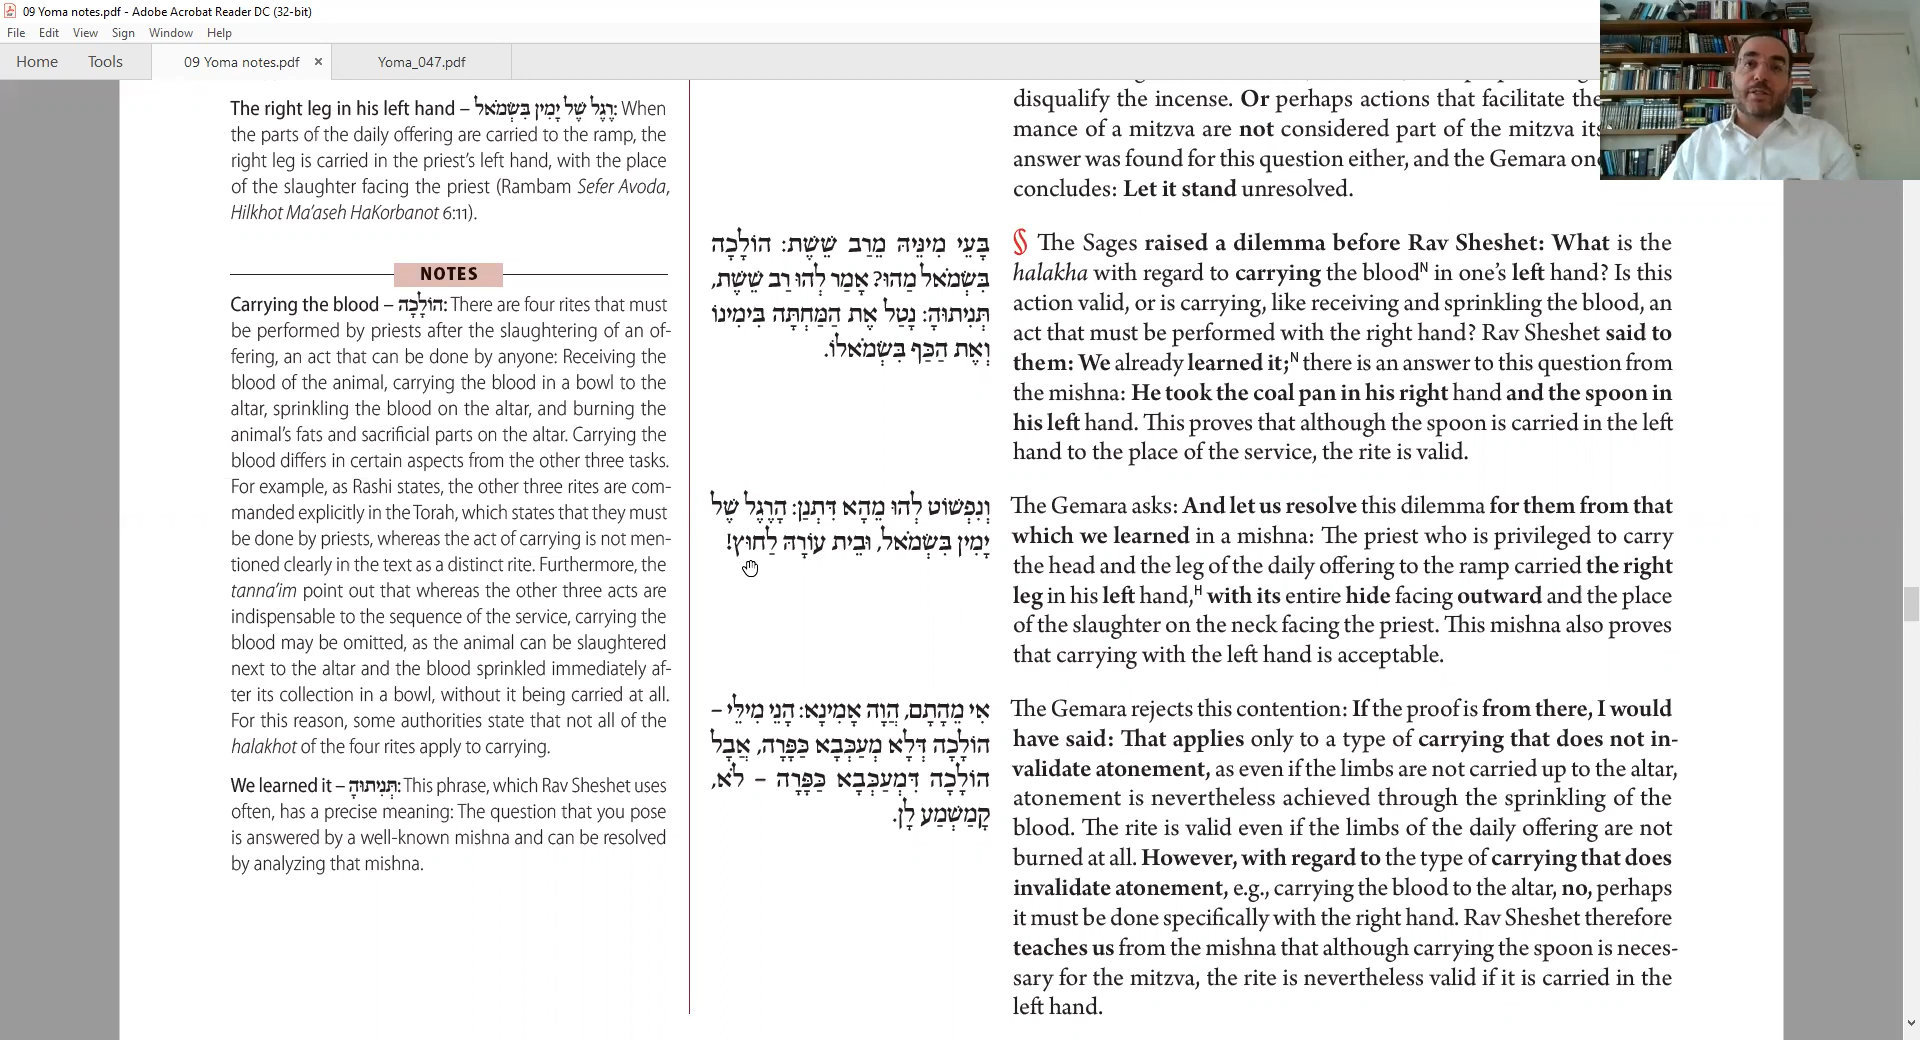 09 Yoma notes.pdf - Adobe Acrobat Reader DC (32-bit)
File Edit View Sign Window Help
Home Tools 09 Yoma notes.pdf × Yoma_047.pdf
The right leg in his left hand – רֶגֶל שֶׁל יָמִין בִּשְׂמֹאל: When
the parts of the daily offering are carried to the ramp, the
right leg is carried in the priest's left hand, with the place
of the slaughter facing the priest (Rambam Sefer Avoda,
Hilkhot Ma'aseh HaKorbanot 6:11).
NOTES
Carrying the blood – הוֹלָכָה: There are four rites that must
be performed by priests after the slaughtering of an of-
fering, an act that can be done by anyone: Receiving the
blood of the animal, carrying the blood in a bowl to the
altar, sprinkling the blood on the altar, and burning the
animal's fats and sacrificial parts on the altar. Carrying the
blood differs in certain aspects from the other three tasks.
For example, as Rashi states, the other three rites are com-
manded explicitly in the Torah, which states that they must
be done by priests, whereas the act of carrying is not men-
tioned clearly in the text as a distinct rite. Furthermore, the
tanna'im point out that whereas the other three acts are
indispensable to the sequence of the service, carrying the
blood may be omitted, as the animal can be slaughtered
next to the altar and the blood sprinkled immediately af-
ter its collection in a bowl, without it being carried at all.
For this reason, some authorities state that not all of the
halakhot of the four rites apply to carrying.
We learned it – תְּנֵיתוּהָ: This phrase, which Rav Sheshet uses
often, has a precise meaning: The question that you pose
is answered by a well-known mishna and can be resolved
by analyzing that mishna.
disqualify the incense. Or perhaps actions that facilitate the
mance of a mitzva are not considered part of the mitzva its
answer was found for this question either, and the Gemara on
concludes: Let it stand unresolved.
בָּעֵי מִינֵּיהּ מֵרַב שֵׁשֶׁת: הוֹלָכָה
בִּשְׂמֹאל מַהוּ? אָמַר לְהוּ רַב שֵׁשֶׁת,
תְּנֵיתוּהָ: נָטַל אֶת הַמַּחְתָּה בִּימִינוֹ
וְאֶת הַכַּף בִּשְׂמֹאלוֹ.
§ The Sages raised a dilemma before Rav Sheshet: What is the
halakha with regard to carrying the blood<sup>N</sup> in one's left hand? Is this
action valid, or is carrying, like receiving and sprinkling the blood, an
act that must be performed with the right hand? Rav Sheshet said to
them: We already learned it;<sup>N</sup> there is an answer to this question from
the mishna: He took the coal pan in his right hand and the spoon in
his left hand. This proves that although the spoon is carried in the left
hand to the place of the service, the rite is valid.
וְנִפְשׁוֹט לְהוּ מֵהָא דִּתְנַן: הָרֶגֶל שֶׁל
יָמִין בִּשְׂמֹאל, וּבֵית עוֹרָהּ לַחוּץ!
The Gemara asks: And let us resolve this dilemma for them from that
which we learned in a mishna: The priest who is privileged to carry
the head and the leg of the daily offering to the ramp carried the right
leg in his left hand,<sup>H</sup> with its entire hide facing outward and the place
of the slaughter on the neck facing the priest. This mishna also proves
that carrying with the left hand is acceptable.
אִי מֵהָתָם, הֲוָה אָמֵינָא: הָנֵי מִילֵּי –
הוֹלָכָה דְּלָא מְעַכְּבָא כַּפָּרָה, אֲבָל
הוֹלָכָה דִּמְעַכְּבָא כַּפָּרָה – לֹא,
קָמַשְׁמַע לָן.
The Gemara rejects this contention: If the proof is from there, I would
have said: That applies only to a type of carrying that does not in-
validate atonement, as even if the limbs are not carried up to the altar,
atonement is nevertheless achieved through the sprinkling of the
blood. The rite is valid even if the limbs of the daily offering are not
burned at all. However, with regard to the type of carrying that does
invalidate atonement, e.g., carrying the blood to the altar, no, perhaps
it must be done specifically with the right hand. Rav Sheshet therefore
teaches us from the mishna that although carrying the spoon is neces-
sary for the mitzva, the rite is nevertheless valid if it is carried in the
left hand.